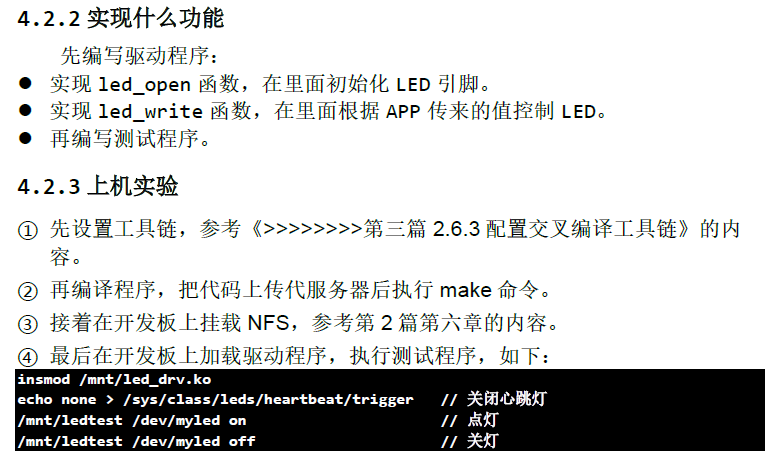 4.2.2 实现什么功能
先编写驱动程序：
● 实现 led_open 函数，在里面初始化 LED 引脚。
● 实现 led_write 函数，在里面根据 APP 传来的值控制 LED。
● 再编写测试程序。
4.2.3 上机实验
① 先设置工具链，参考《>>>>>>>>第三篇 2.6.3 配置交叉编译工具链》的内
容。
② 再编译程序，把代码上传代服务器后执行 make 命令。
③ 接着在开发板上挂载 NFS，参考第 2 篇第六章的内容。
④ 最后在开发板上加载驱动程序，执行测试程序，如下：
insmod /mnt/led_drv.ko
echo none > /sys/class/leds/heartbeat/trigger // 关闭心跳灯
/mnt/ledtest /dev/myled on // 点灯
/mnt/ledtest /dev/myled off // 关灯